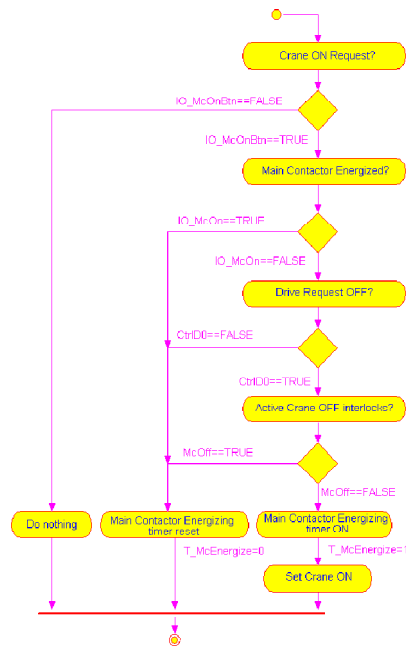 Crane ON Request?
IO_McOnBtn==FALSE
IO_McOnBtn==TRUE
Main Contactor Energized?
IO_McOn==TRUE
IO_McOn==FALSE
Drive Request OFF?
CtrlD0==FALSE
CtrlD0==TRUE
Active Crane OFF interlocks?
McOff==TRUE
McOff==FALSE
Do nothing
Main Contactor Energizing
timer reset
Main Contactor Energizing
timer ON
T_McEnergize=0
T_McEnergize=1
Set Crane ON